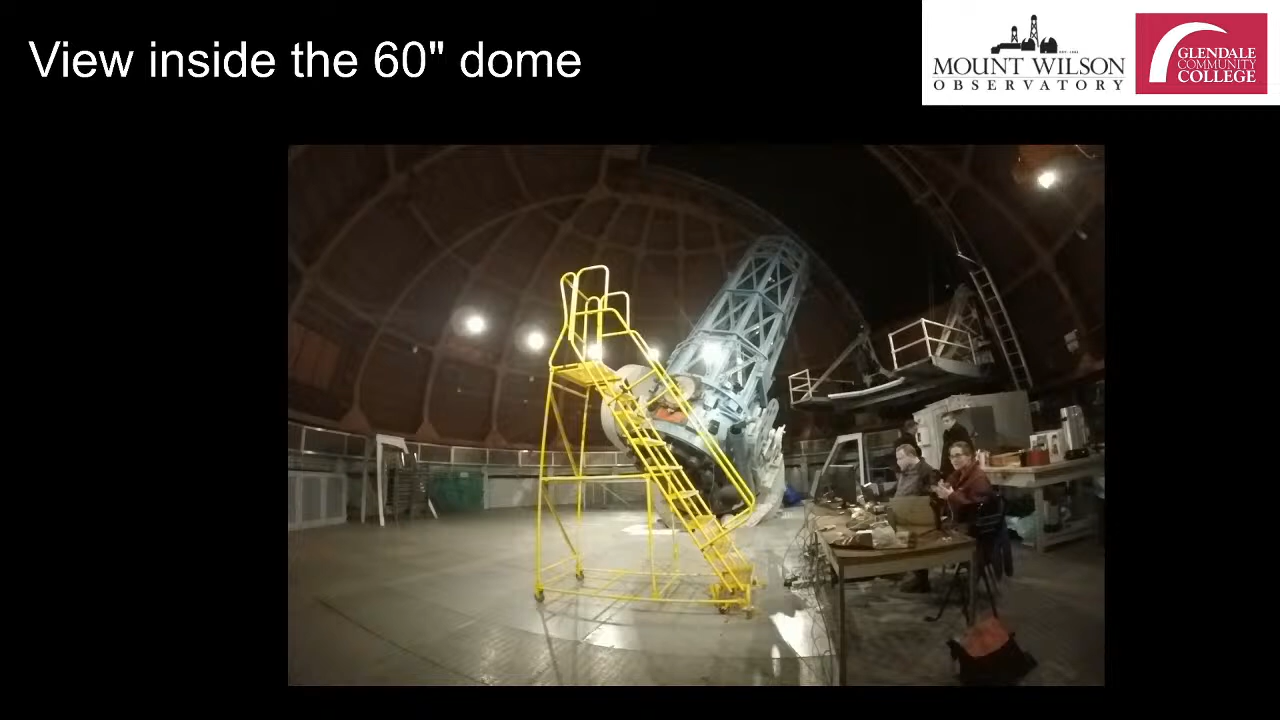 View inside the 60" dome
MOUNT WILSON
OBSERVATORY
GLENDALE
COMMUNITY
COLLEGE